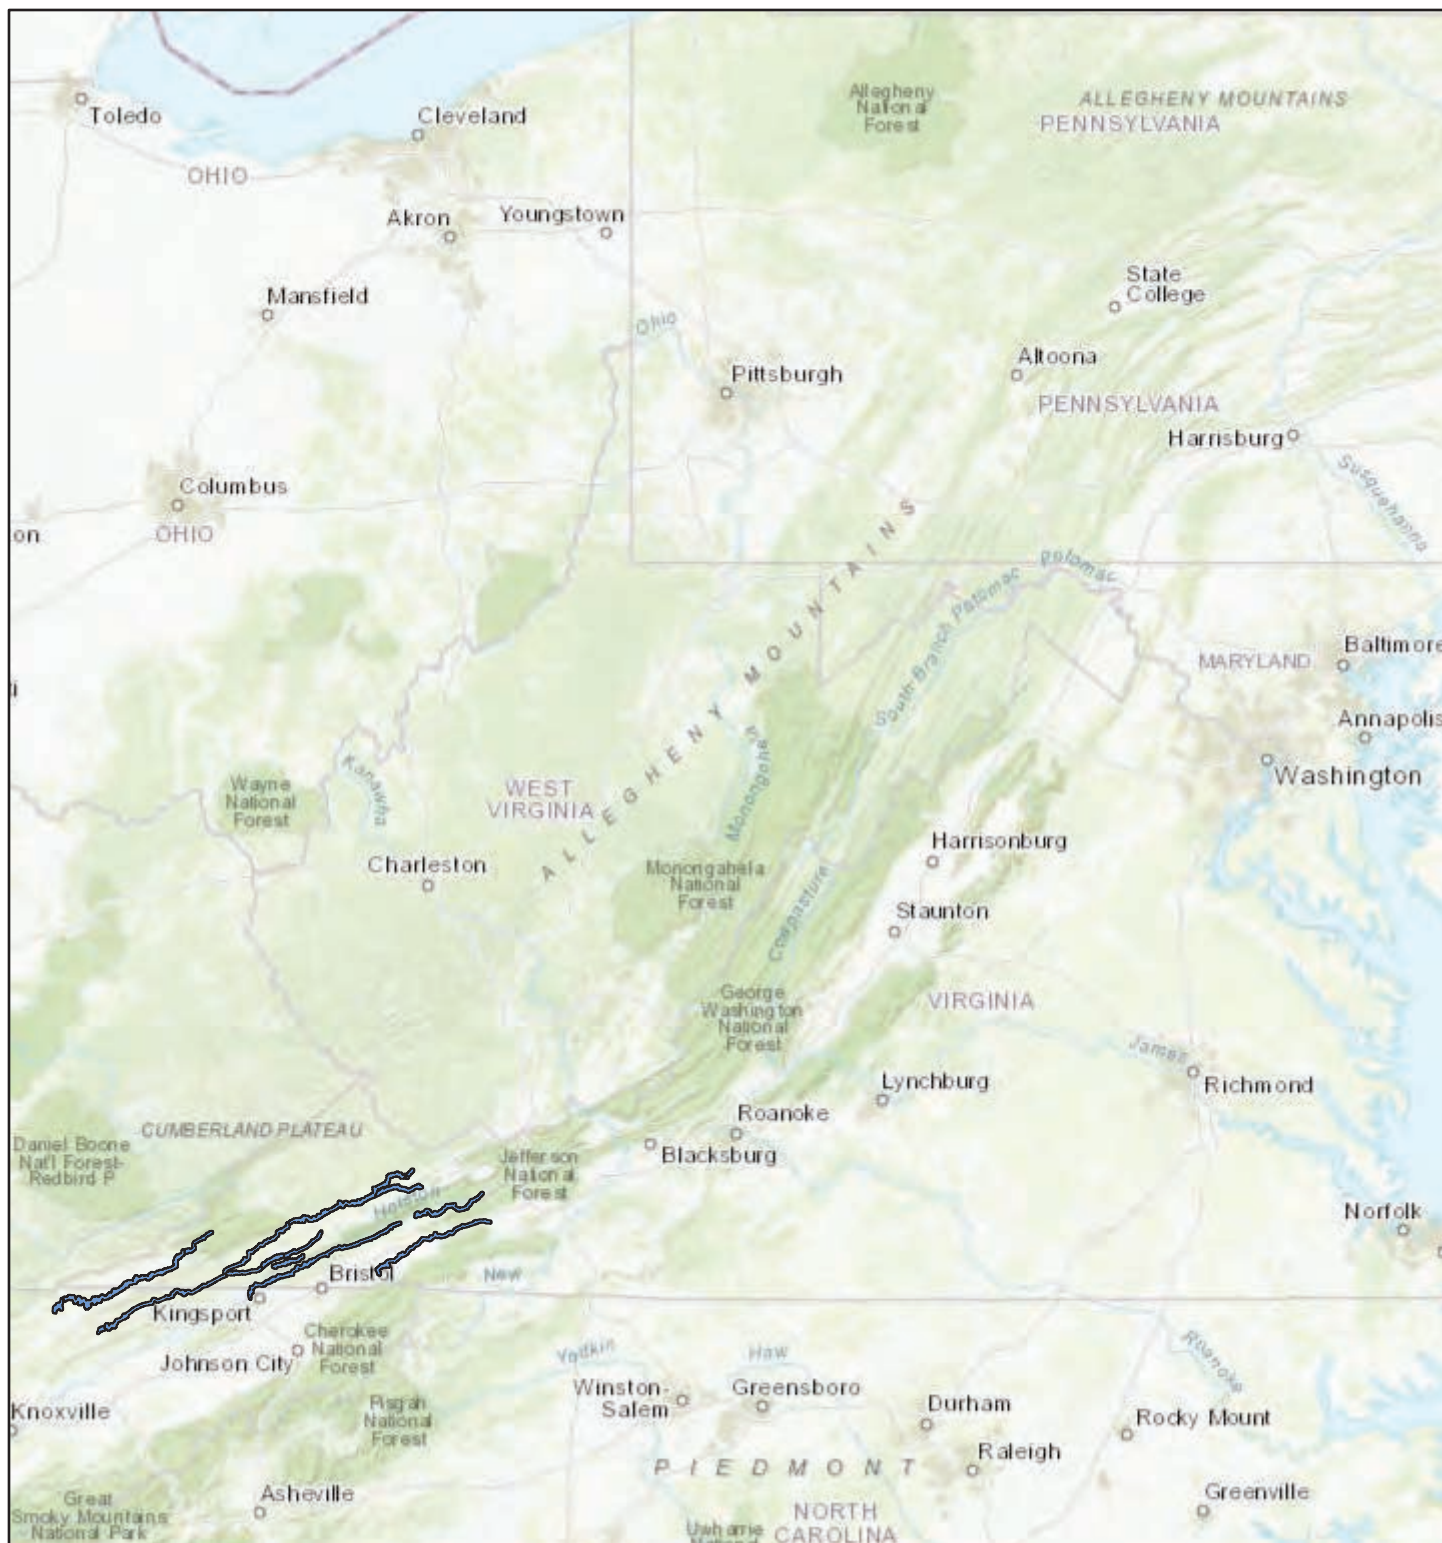 Toledo
Cleveland
Allegheny
National
Forest
ALLEGHENY MOUNTAINS
PENNSYLVANIA
OHIO
Akron
Youngstown
State
College
Mansfield
Ohio
Pittsburgh
Altoona
PENNSYLVANIA
Harrisburg
Susquehanna
Columbus
OHIO
on
ALLEGHENY MOUNTAINS
South Branch Potomac
Potomac
Baltimore
MARYLAND
Annapolis
Washington
Kanawha
Wayne
National
Forest
WEST
VIRGINIA
Charleston
Monongahela
National
Forest
Harrisonburg
Staunton
Cowpasture
George
Washington
National
Forest
VIRGINIA
James
Richmond
Lynchburg
Roanoke
Blacksburg
CUMBERLAND PLATEAU
Daniel Boone
Nat'l Forest-
Redbird P
Jefferson
National
Forest
Holston
Norfolk
Bristol
New
Kingsport
Cherokee
National
Forest
Johnson City
Yadkin
Haw
Roanoke
Winston-
Salem
Greensboro
Durham
Rocky Mount
Raleigh
Knoxville
Pisgah
National
Forest
PIEDMONT
Asheville
Great
Smoky Mountains
National Park
Greenville
NORTH
CAROLINA
Uwharrie